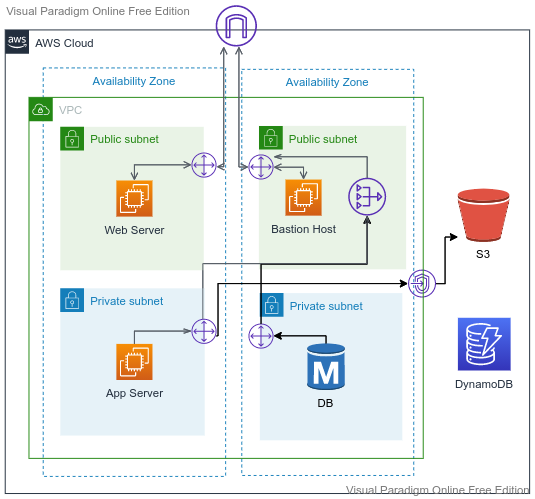 Visual Paradigm Online Free Edition
aws
AWS Cloud
Availability Zone
Availability Zone
VPC
Public subnet
Public subnet
Web Server
Bastion Host
S3
Private subnet
Private subnet
App Server
M
DB
DynamoDB
Visual Paradigm Online Free Edition